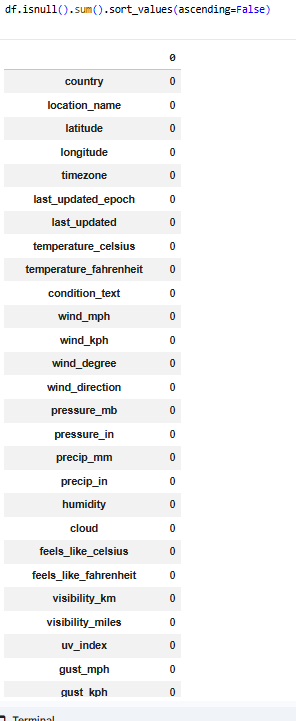 df.isnull().sum().sort_values(ascending=False)
0
country 0
location_name 0
latitude 0
longitude 0
timezone 0
last_updated_epoch 0
last_updated 0
temperature_celsius 0
temperature_fahrenheit 0
condition_text 0
wind_mph 0
wind_kph 0
wind_degree 0
wind_direction 0
pressure_mb 0
pressure_in 0
precip_mm 0
precip_in 0
humidity 0
cloud 0
feels_like_celsius 0
feels_like_fahrenheit 0
visibility_km 0
visibility_miles 0
uv_index 0
gust_mph 0
gust_kph 0
Terminal